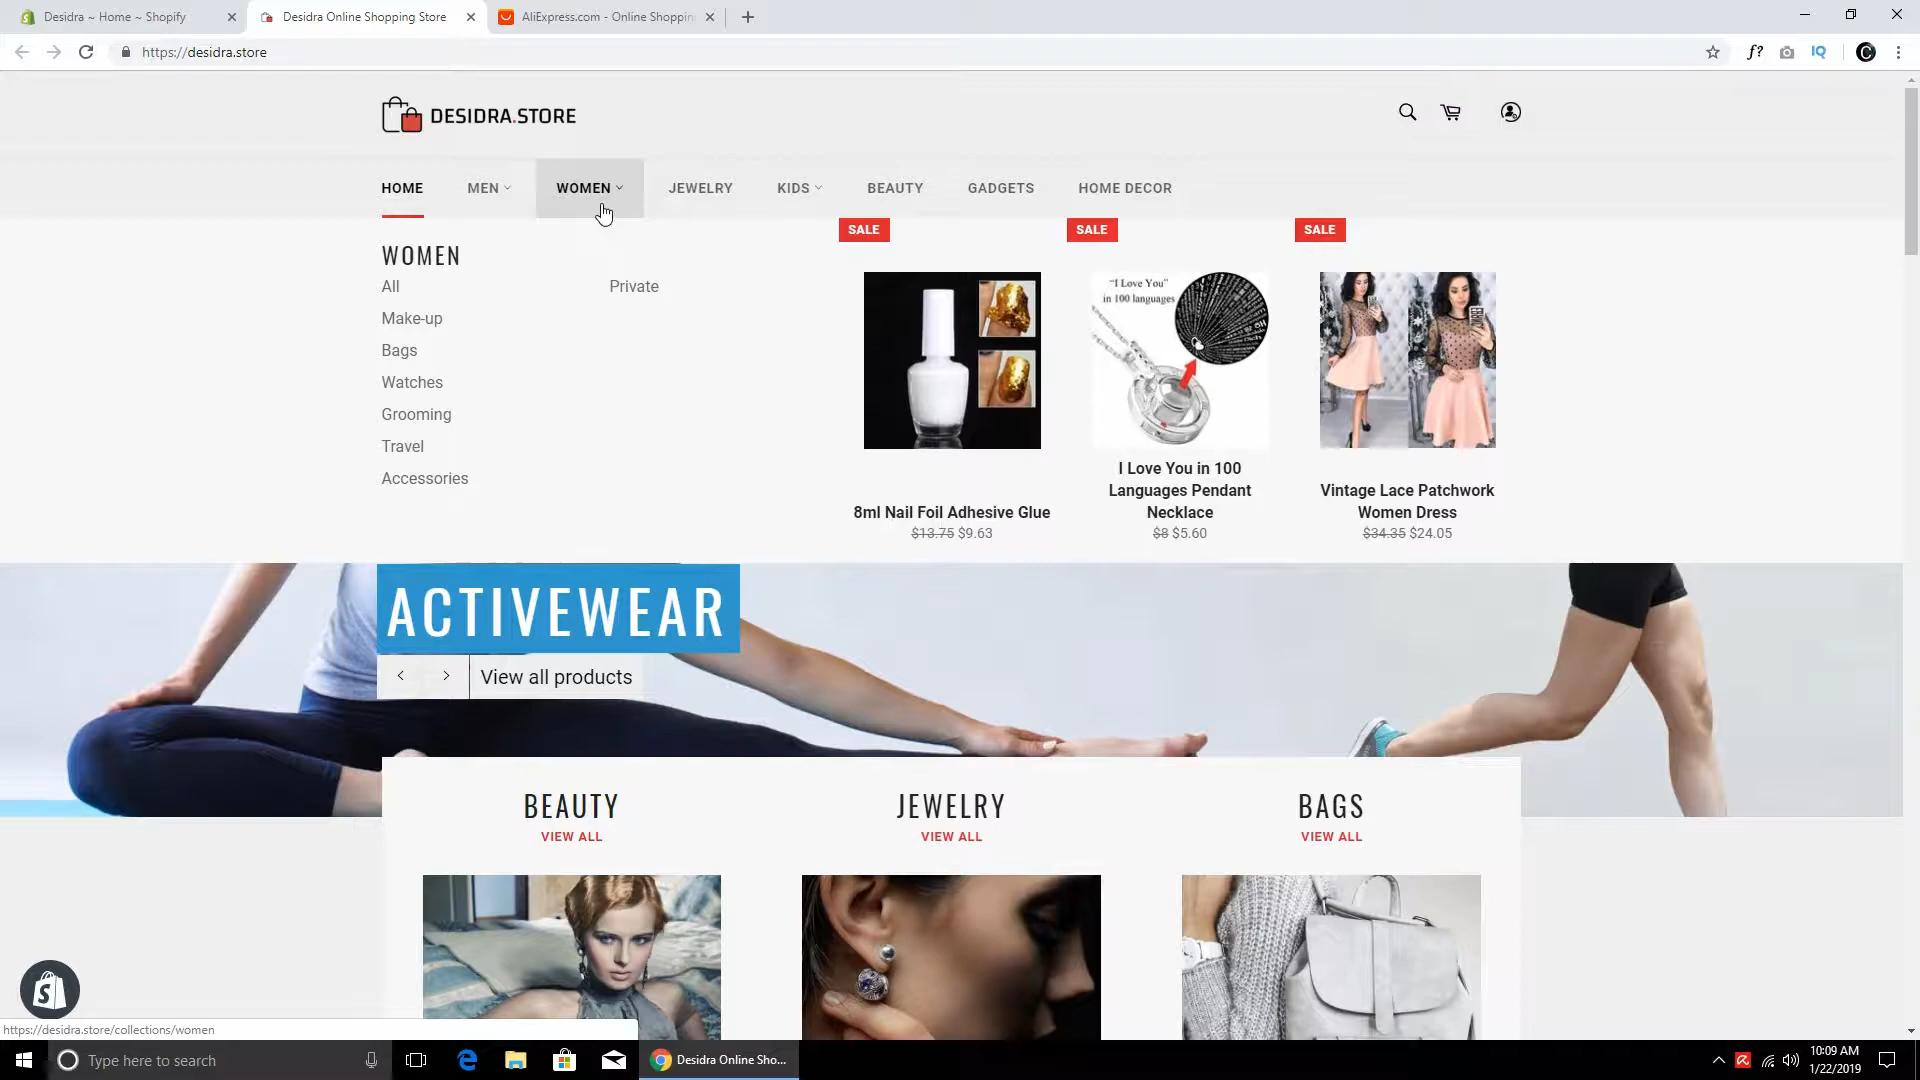 Desidra ~ Home ~ Shopify
Desidra Online Shopping Store
AliExpress.com - Online Shoppin
https://desidra.store
f?
IQ
C
DESIDRA.STORE
HOME
MEN
WOMEN
JEWELRY
KIDS
BEAUTY
GADGETS
HOME DECOR
WOMEN
All
Private
Make-up
Bags
Watches
Grooming
Travel
Accessories
SALE
SALE
SALE
“I Love You”
in 100 languages
8ml Nail Foil Adhesive Glue
$13.75 $9.63
I Love You in 100
Languages Pendant
Necklace
$8 $5.60
Vintage Lace Patchwork
Women Dress
$34.35 $24.05
ACTIVEWEAR
View all products
BEAUTY
VIEW ALL
JEWELRY
VIEW ALL
BAGS
VIEW ALL
https://desidra.store/collections/women
Type here to search
Desidra Online Sho...
10:09 AM
1/22/2019